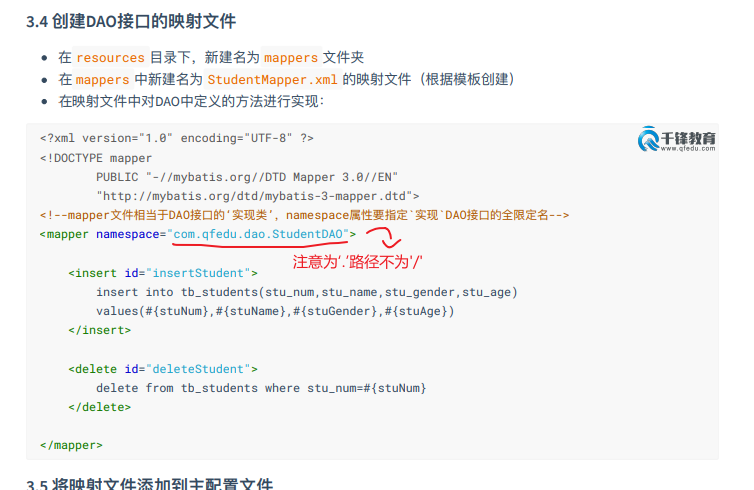 3.4 创建DAO接口的映射文件
在 resources 目录下，新建名为 mappers 文件夹
在 mappers 中新建名为 StudentMapper.xml 的映射文件（根据模板创建）
在映射文件中对DAO中定义的方法进行实现：
千锋教育
www.qfedu.com
<?xml version="1.0" encoding="UTF-8" ?>
<!DOCTYPE mapper
PUBLIC "-//mybatis.org//DTD Mapper 3.0//EN"
"http://mybatis.org/dtd/mybatis-3-mapper.dtd">
<!--mapper文件相当于DAO接口的‘实现类’，namespace属性要指定`实现`DAO接口的全限定名-->
<mapper namespace="com.qfedu.dao.StudentDAO">
注意为'.'路径不为'/'
<insert id="insertStudent">
insert into tb_students(stu_num,stu_name,stu_gender,stu_age)
values(#{stuNum},#{stuName},#{stuGender},#{stuAge})
</insert>
<delete id="deleteStudent">
delete from tb_students where stu_num=#{stuNum}
</delete>
</mapper>
3.5 将映射文件添加到主配置文件